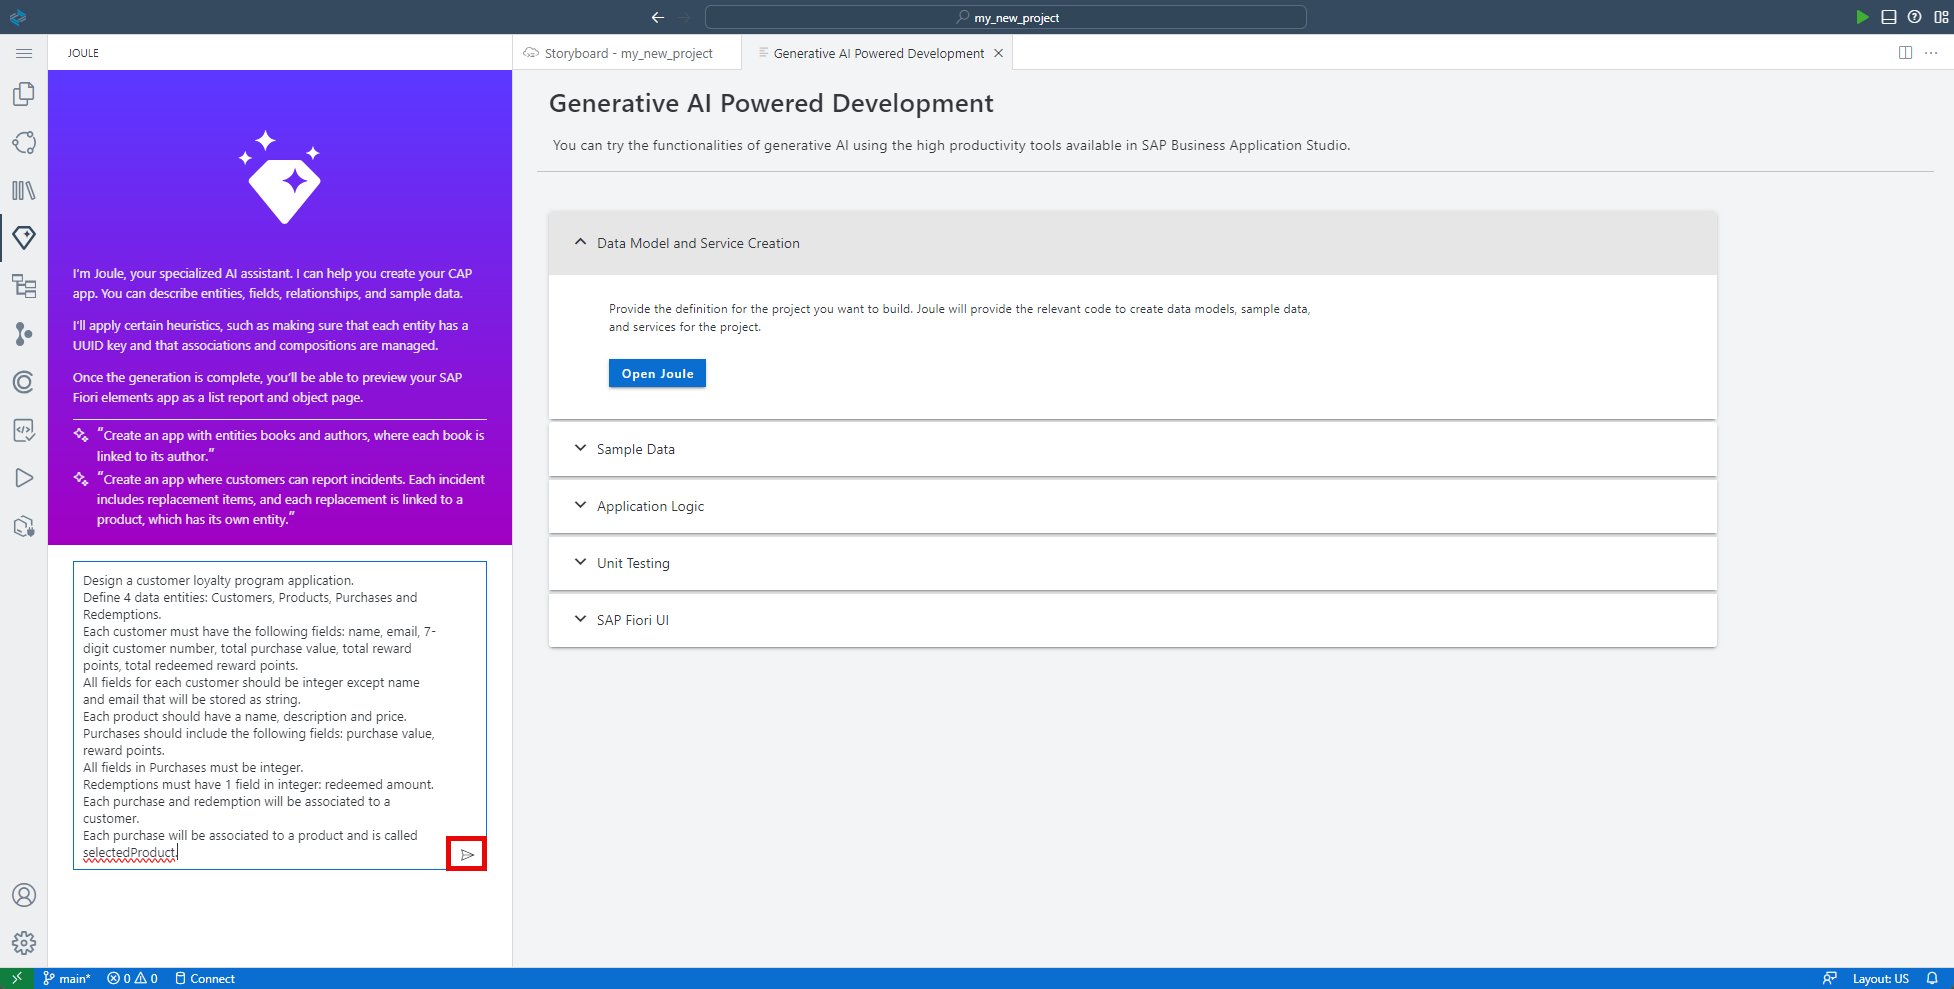 my_new_project
JOULE
Storyboard - my_new_project
Generative AI Powered Development
I'm Joule, your specialized AI assistant. I can help you create your CAP
app. You can describe entities, fields, relationships, and sample data.
I'll apply certain heuristics, such as making sure that each entity has a
UUID key and that associations and compositions are managed.
Once the generation is complete, you'll be able to preview your SAP
Fiori elements app as a list report and object page.
"Create an app with entities books and authors, where each book is
linked to its author."
"Create an app where customers can report incidents. Each incident
includes replacement items, and each replacement is linked to a
product, which has its own entity."
Design a customer loyalty program application.
Define 4 data entities: Customers, Products, Purchases and
Redemptions.
Each customer must have the following fields: name, email, 7-
digit customer number, total purchase value, total reward
points, total redeemed reward points.
All fields for each customer should be integer except name
and email that will be stored as string.
Each product should have a name, description and price.
Purchases should include the following fields: purchase value,
reward points.
All fields in Purchases must be integer.
Redemptions must have 1 field in integer: redeemed amount.
Each purchase and redemption will be associated to a
customer.
Each purchase will be associated to a product and is called
selectedProduct.
Generative AI Powered Development
You can try the functionalities of generative AI using the high productivity tools available in SAP Business Application Studio.
Data Model and Service Creation
Provide the definition for the project you want to build. Joule will provide the relevant code to create data models, sample data,
and services for the project.
Open Joule
Sample Data
Application Logic
Unit Testing
SAP Fiori UI
main* 0 0 Connect
Layout: US